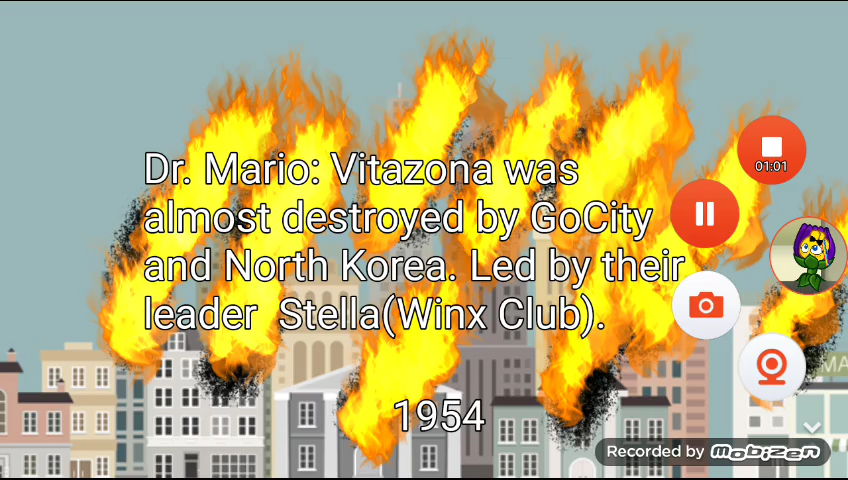 Dr. Mario: Vitazona was
almost destroyed by GoCity
and North Korea. Led by their
leader  Stella(Winx Club).
1954
01:01
MA
Recorded by Mobizen